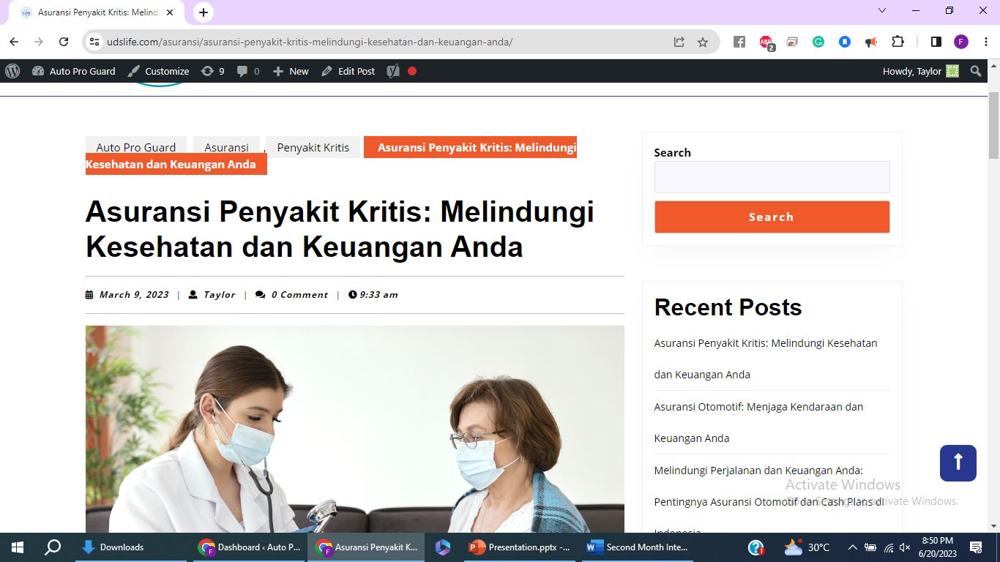 Asuransi Penyakit Kritis: Melind
udslife.com/asuransi/asuransi-penyakit-kritis-melindungi-kesehatan-dan-keuangan-anda/
ABP
2
F
Auto Pro Guard
Customize
9
0
New
Edit Post
Howdy, Taylor
Auto Pro Guard
Asuransi
,
Penyakit Kritis
Asuransi Penyakit Kritis: Melindungi
Kesehatan dan Keuangan Anda
Asuransi Penyakit Kritis: Melindungi
Kesehatan dan Keuangan Anda
March 9, 2023 | Taylor | 0 Comment | 9:33 am
Search
Search
Recent Posts
Asuransi Penyakit Kritis: Melindungi Kesehatan
dan Keuangan Anda
Asuransi Otomotif: Menjaga Kendaraan dan
Keuangan Anda
Melindungi Perjalanan dan Keuangan Anda:
Pentingnya Asuransi Otomotif dan Cash Plans di
Indonesia
Activate Windows
Go to Settings to activate Windows.
Downloads
F
Dashboard ‹ Auto P...
F
Asuransi Penyakit K...
Presentation.pptx -...
Second Month Inte...
30°C
8:50 PM
6/20/2023